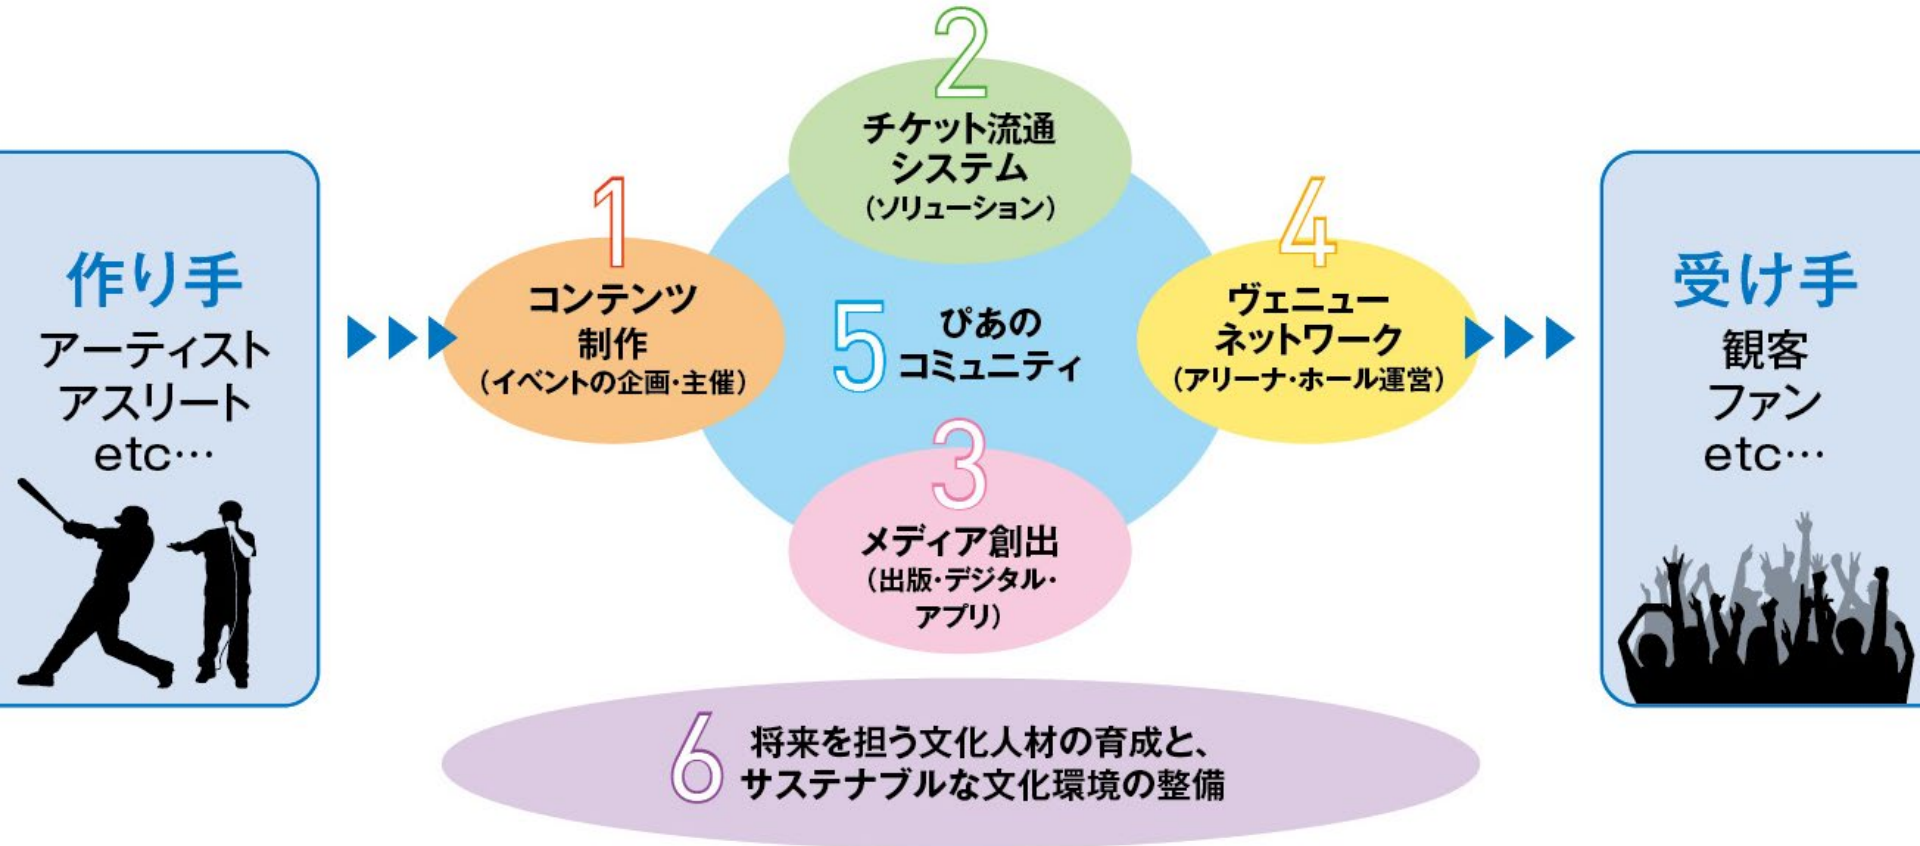 作り手
アーティスト
アスリート
etc…
1
コンテンツ
制作
（イベントの企画・主催）
2
チケット流通
システム
（ソリューション）
5
ぴあの
コミュニティ
3
メディア創出
（出版・デジタル・
アプリ）
4
ヴェニュー
ネットワーク
（アリーナ・ホール運営）
受け手
観客
ファン
etc…
6
将来を担う文化人材の育成と、
サステナブルな文化環境の整備